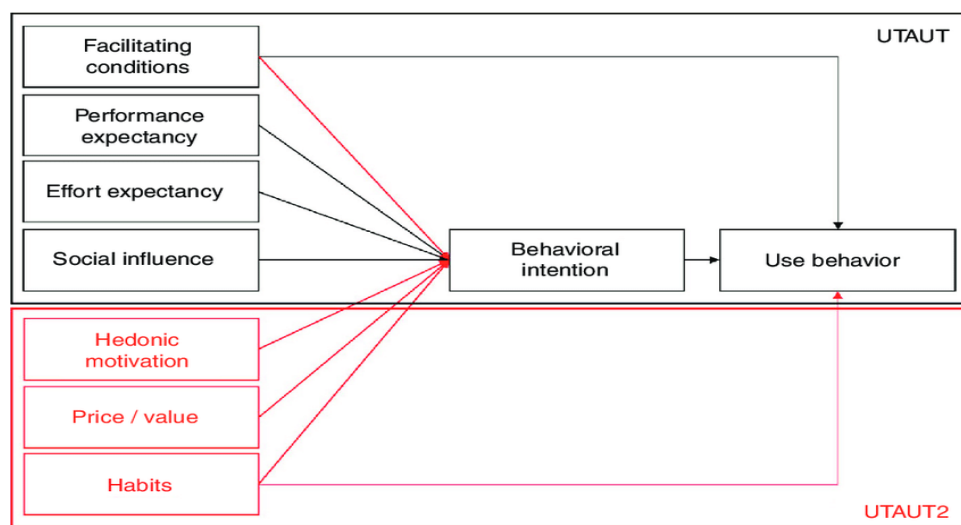 UTAUT
Facilitating
conditions
Performance
expectancy
Effort expectancy
Social influence
Behavioral
intention
Use behavior
Hedonic
motivation
Price / value
Habits
UTAUT2